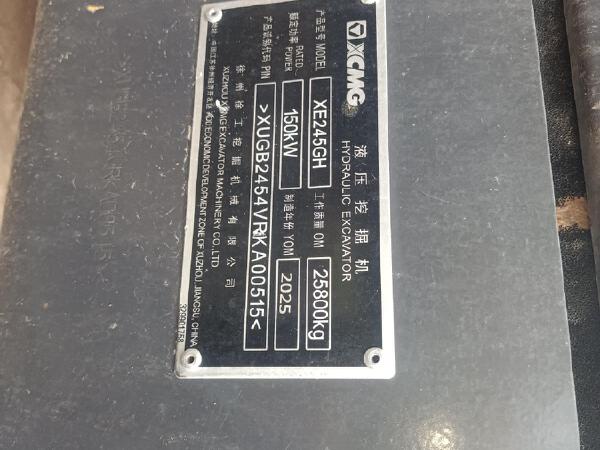 XCMG
液压挖掘机
HYDRAULIC EXCAVATOR
产品型号 MODEL XE245GH 工作质量 OM 25800kg
额定功率 RATED POWER 150kW 制造年份 YOM 2025
产品识别代码 PIN >XUGB2454VRKA00515<
徐州徐工挖掘机械有限公司
XUZHOU XCMG EXCAVATOR MACHINERY CO.,LTD
ECONOMIC DEVELOPMENT ZONE OF XUZHOU, JIANGSU, CHINA